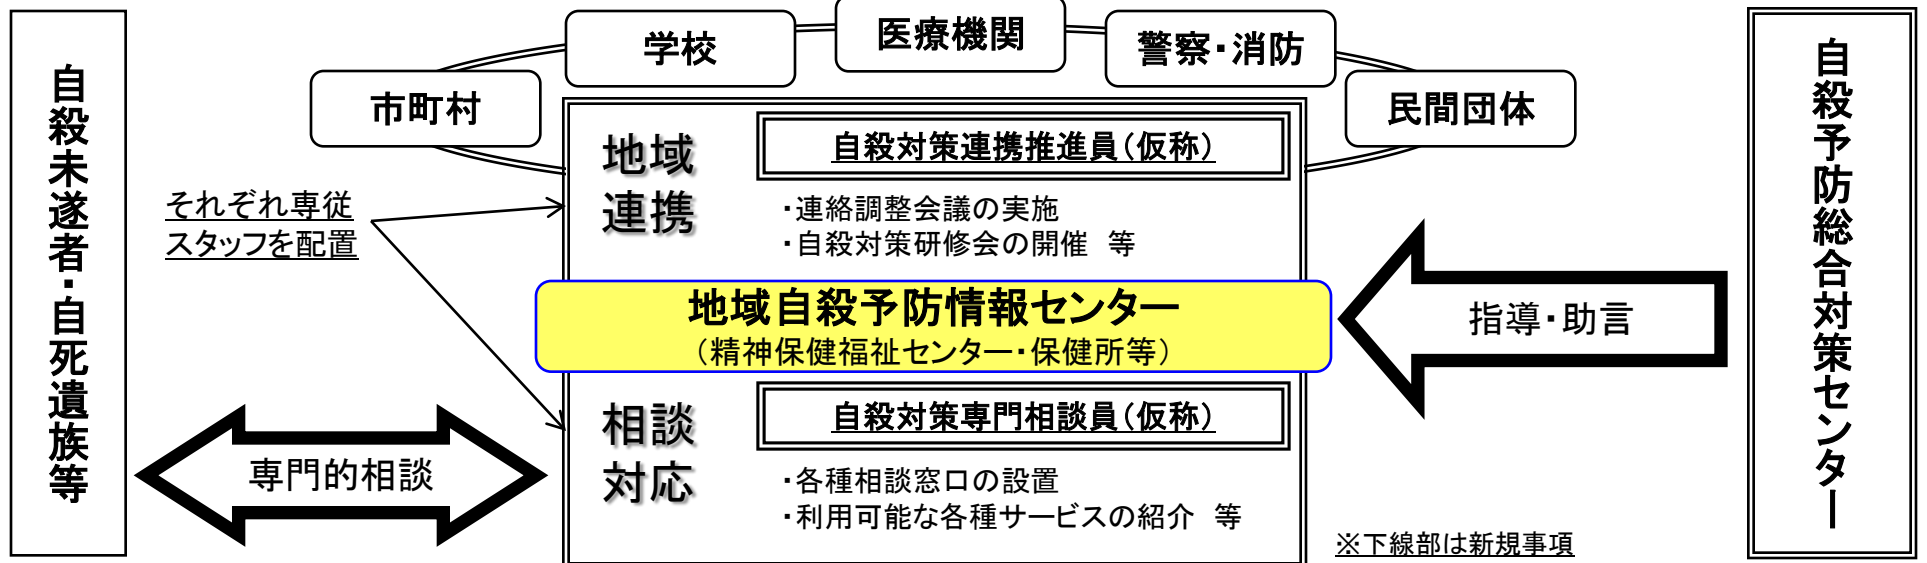 自殺未遂者・自死遺族等
市町村
学校
医療機関
警察・消防
民間団体
それぞれ専従
スタッフを配置
地域
連携
自殺対策連携推進員（仮称）
・連絡調整会議の実施
・自殺対策研修会の開催　等
地域自殺予防情報センター
（精神保健福祉センター・保健所等）
相談
対応
自殺対策専門相談員（仮称）
・各種相談窓口の設置
・利用可能な各種サービスの紹介　等
専門的相談
指導・助言
自殺予防総合対策センター
※下線部は新規事項